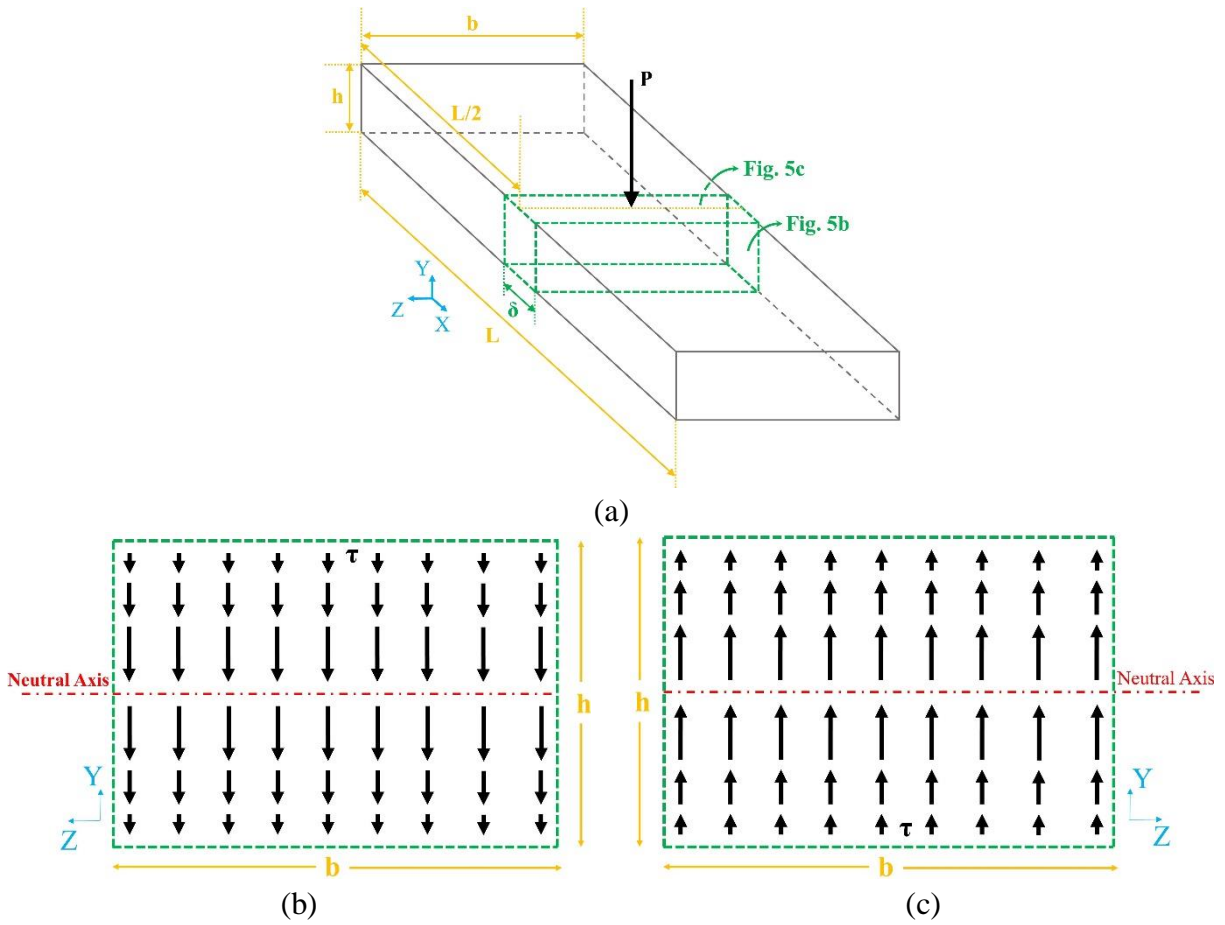 b
P
h
L/2
Fig. 5c
Fig. 5b
Y
Z
X
δ
L
(a)
τ
Neutral Axis
h
Y
Z
b
(b)
h
Neutral Axis
τ
Y
Z
b
(c)